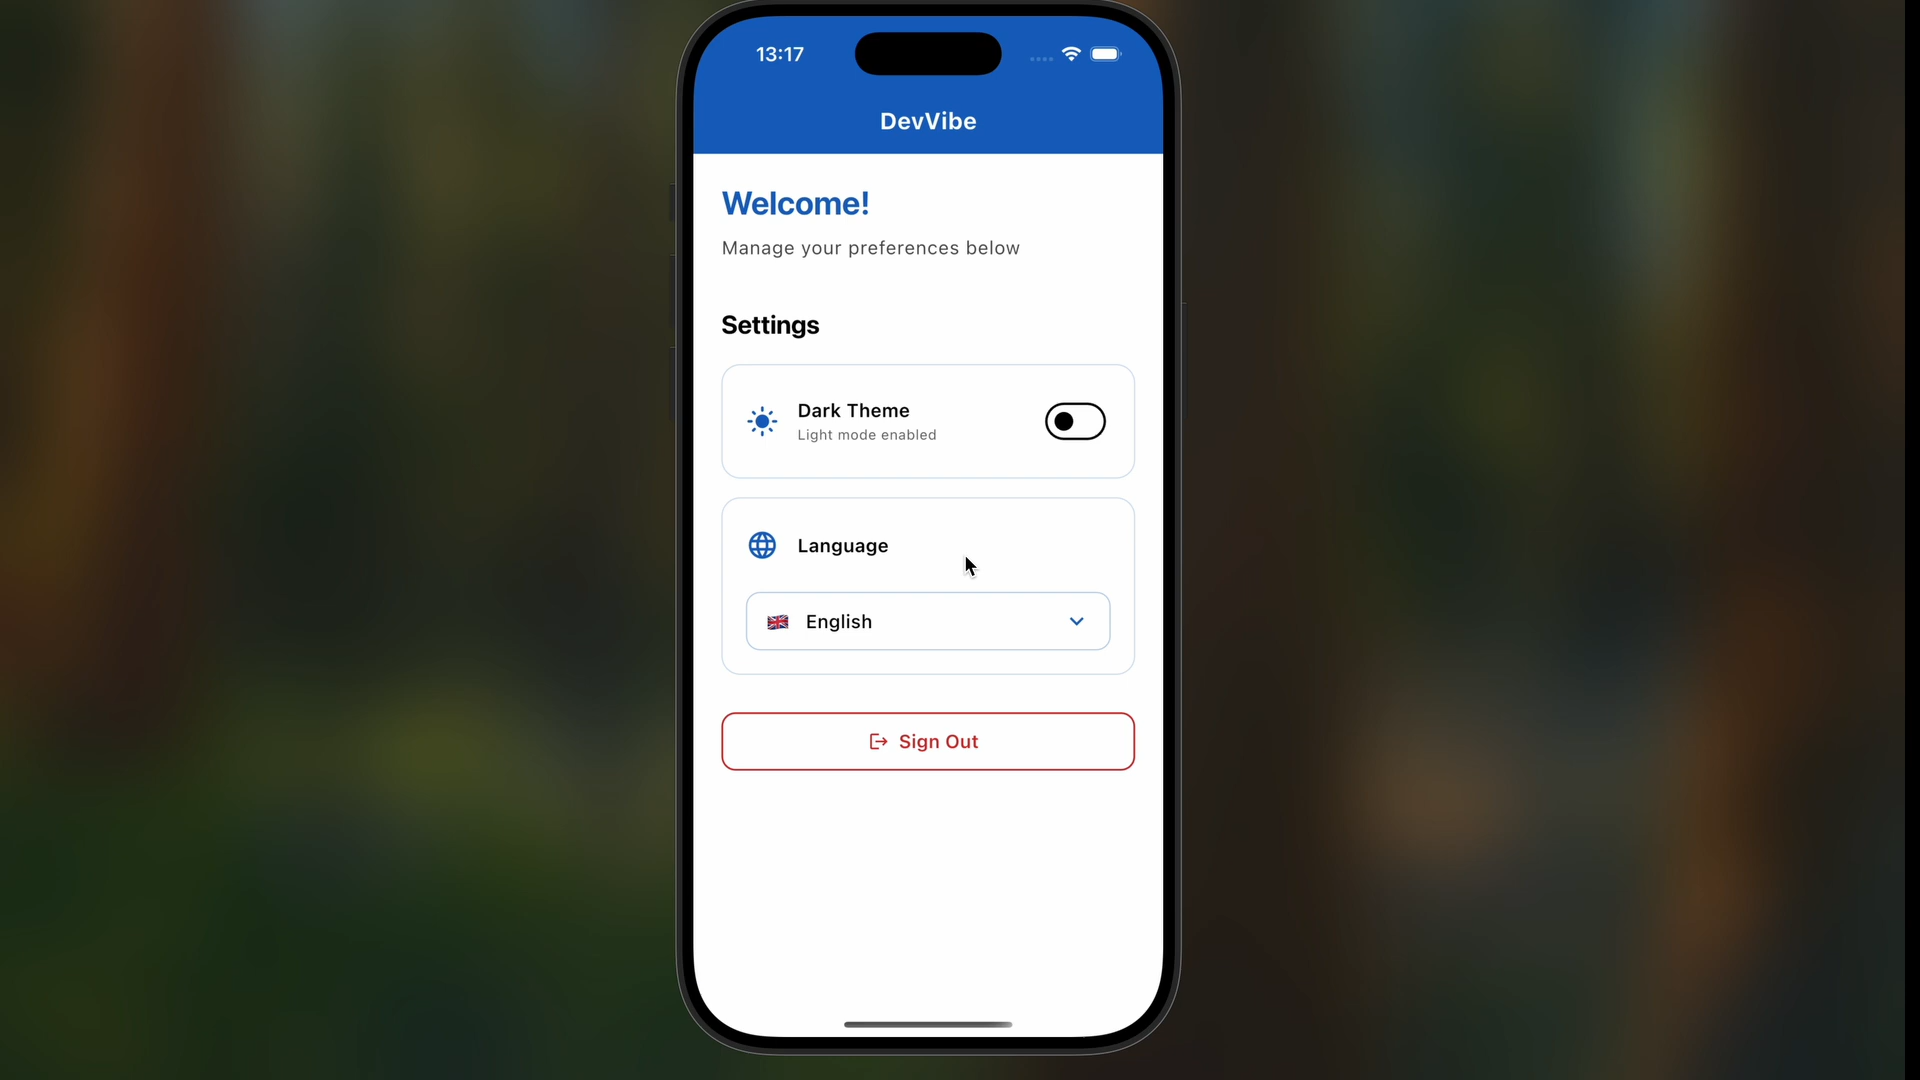 13:17
DevVibe
Welcome!
Manage your preferences below
Settings
Dark Theme
Light mode enabled
Language
English
Sign Out